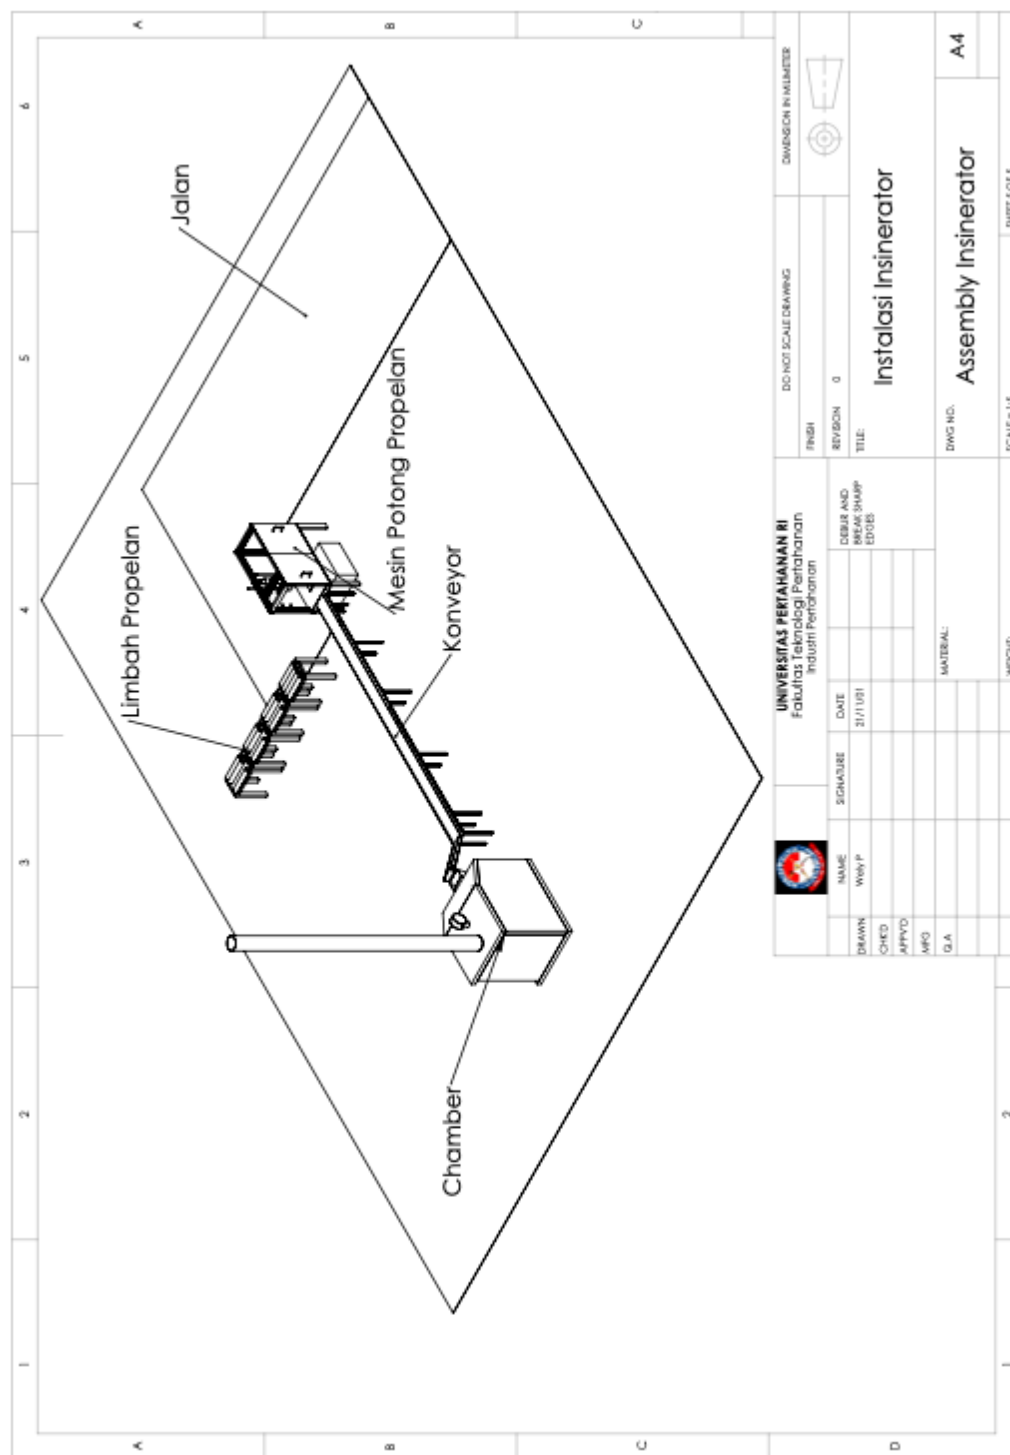 Jalan
Limbah Propelan
Mesin Potong Propelan
Konveyor
Chamber
A
B
C
A
B
C
D
1
2
3
4
5
6
1
2
UNIVERSITAS PERTAHANAN RI
Fakultas Teknologi Pertahanan
Industri Pertahanan
DO NOT SCALE DRAWING
DIMENSION IN MILIMETER
FINISH
REVISION 0
NAME
SIGNATURE
DATE
DEBUR AND
BREAK SHARP
EDGES
DRAWN
Wely P
21/11/01
CHK'D
APPV'D
MFG
Q.A
MATERIAL:
TITLE:
Instalasi Insinerator
DWG NO.
Assembly Insinerator
A4